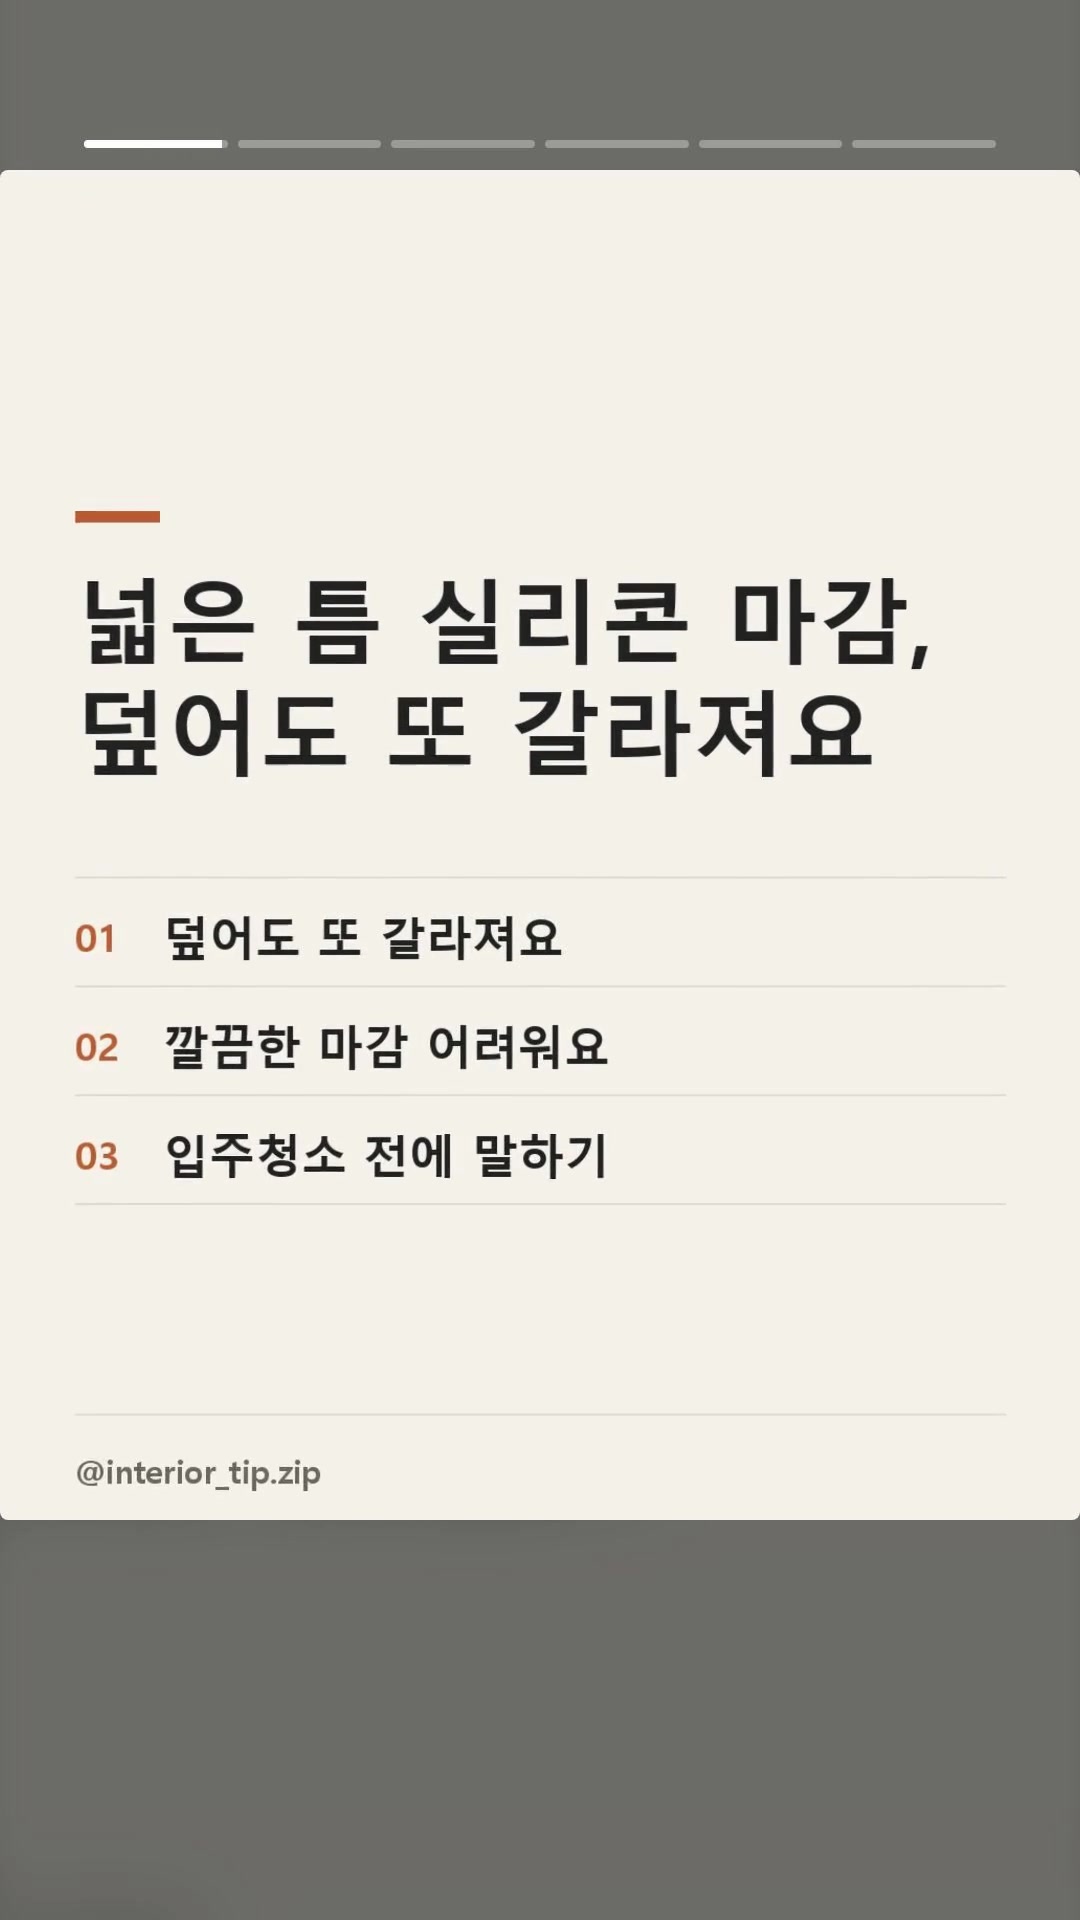 넓은 틈 실리콘 마감,
덮어도 또 갈라져요
01 덮어도 또 갈라져요
02 깔끔한 마감 어려워요
03 입주청소 전에 말하기
@interior_tip.zip